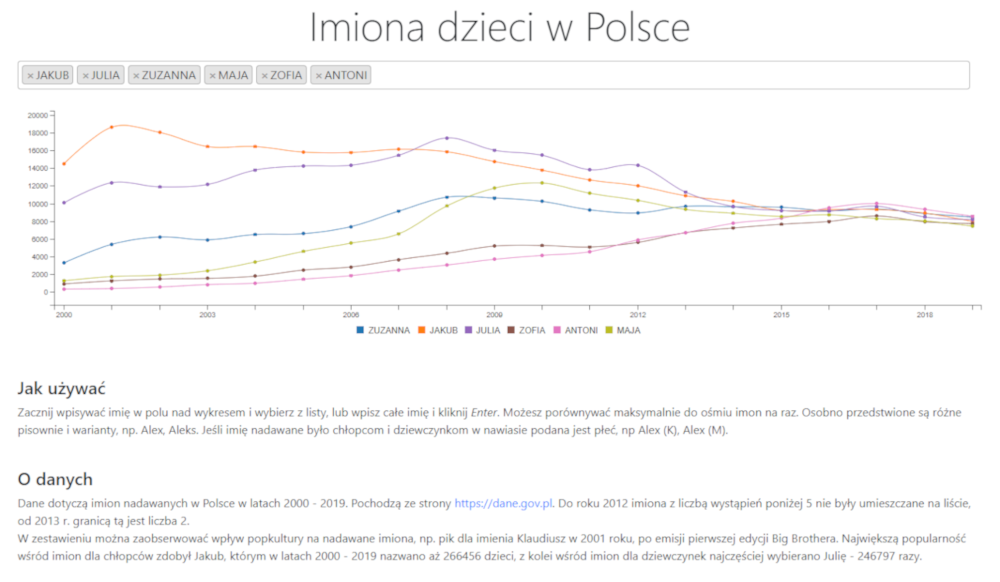 Imiona dzieci w Polsce
×JAKUB ×JULIA ×ZUZANNA ×MAJA ×ZOFIA ×ANTONI
20000
18000
16000
14000
12000
10000
8000
6000
4000
2000
0
2000 2003 2006 2009 2012 2015 2018
ZUZANNA JAKUB JULIA ZOFIA ANTONI MAJA
Jak używać
Zacznij wpisywać imię w polu nad wykresem i wybierz z listy, lub wpisz całe imię i kliknij Enter. Możesz porównywać maksymalnie do ośmiu imon na raz. Osobno przedstwione są różne
pisownie i warianty, np. Alex, Aleks. Jeśli imię nadawane było chłopcom i dziewczynkom w nawiasie podana jest płeć, np Alex (K), Alex (M).
O danych
Dane dotyczą imion nadawanych w Polsce w latach 2000 - 2019. Pochodzą ze strony https://dane.gov.pl. Do roku 2012 imiona z liczbą wystąpień poniżej 5 nie były umieszczane na liście,
od 2013 r. granicą tą jest liczba 2.
W zestawieniu można zaobserwować wpływ popkultury na nadawane imiona, np. pik dla imienia Klaudiusz w 2001 roku, po emisji pierwszej edycji Big Brothera. Największą popularność
wśród imion dla chłopców zdobył Jakub, którym w latach 2000 - 2019 nazwano aż 266456 dzieci, z kolei wśród imion dla dziewczynek najczęściej wybierano Julię - 246797 razy.